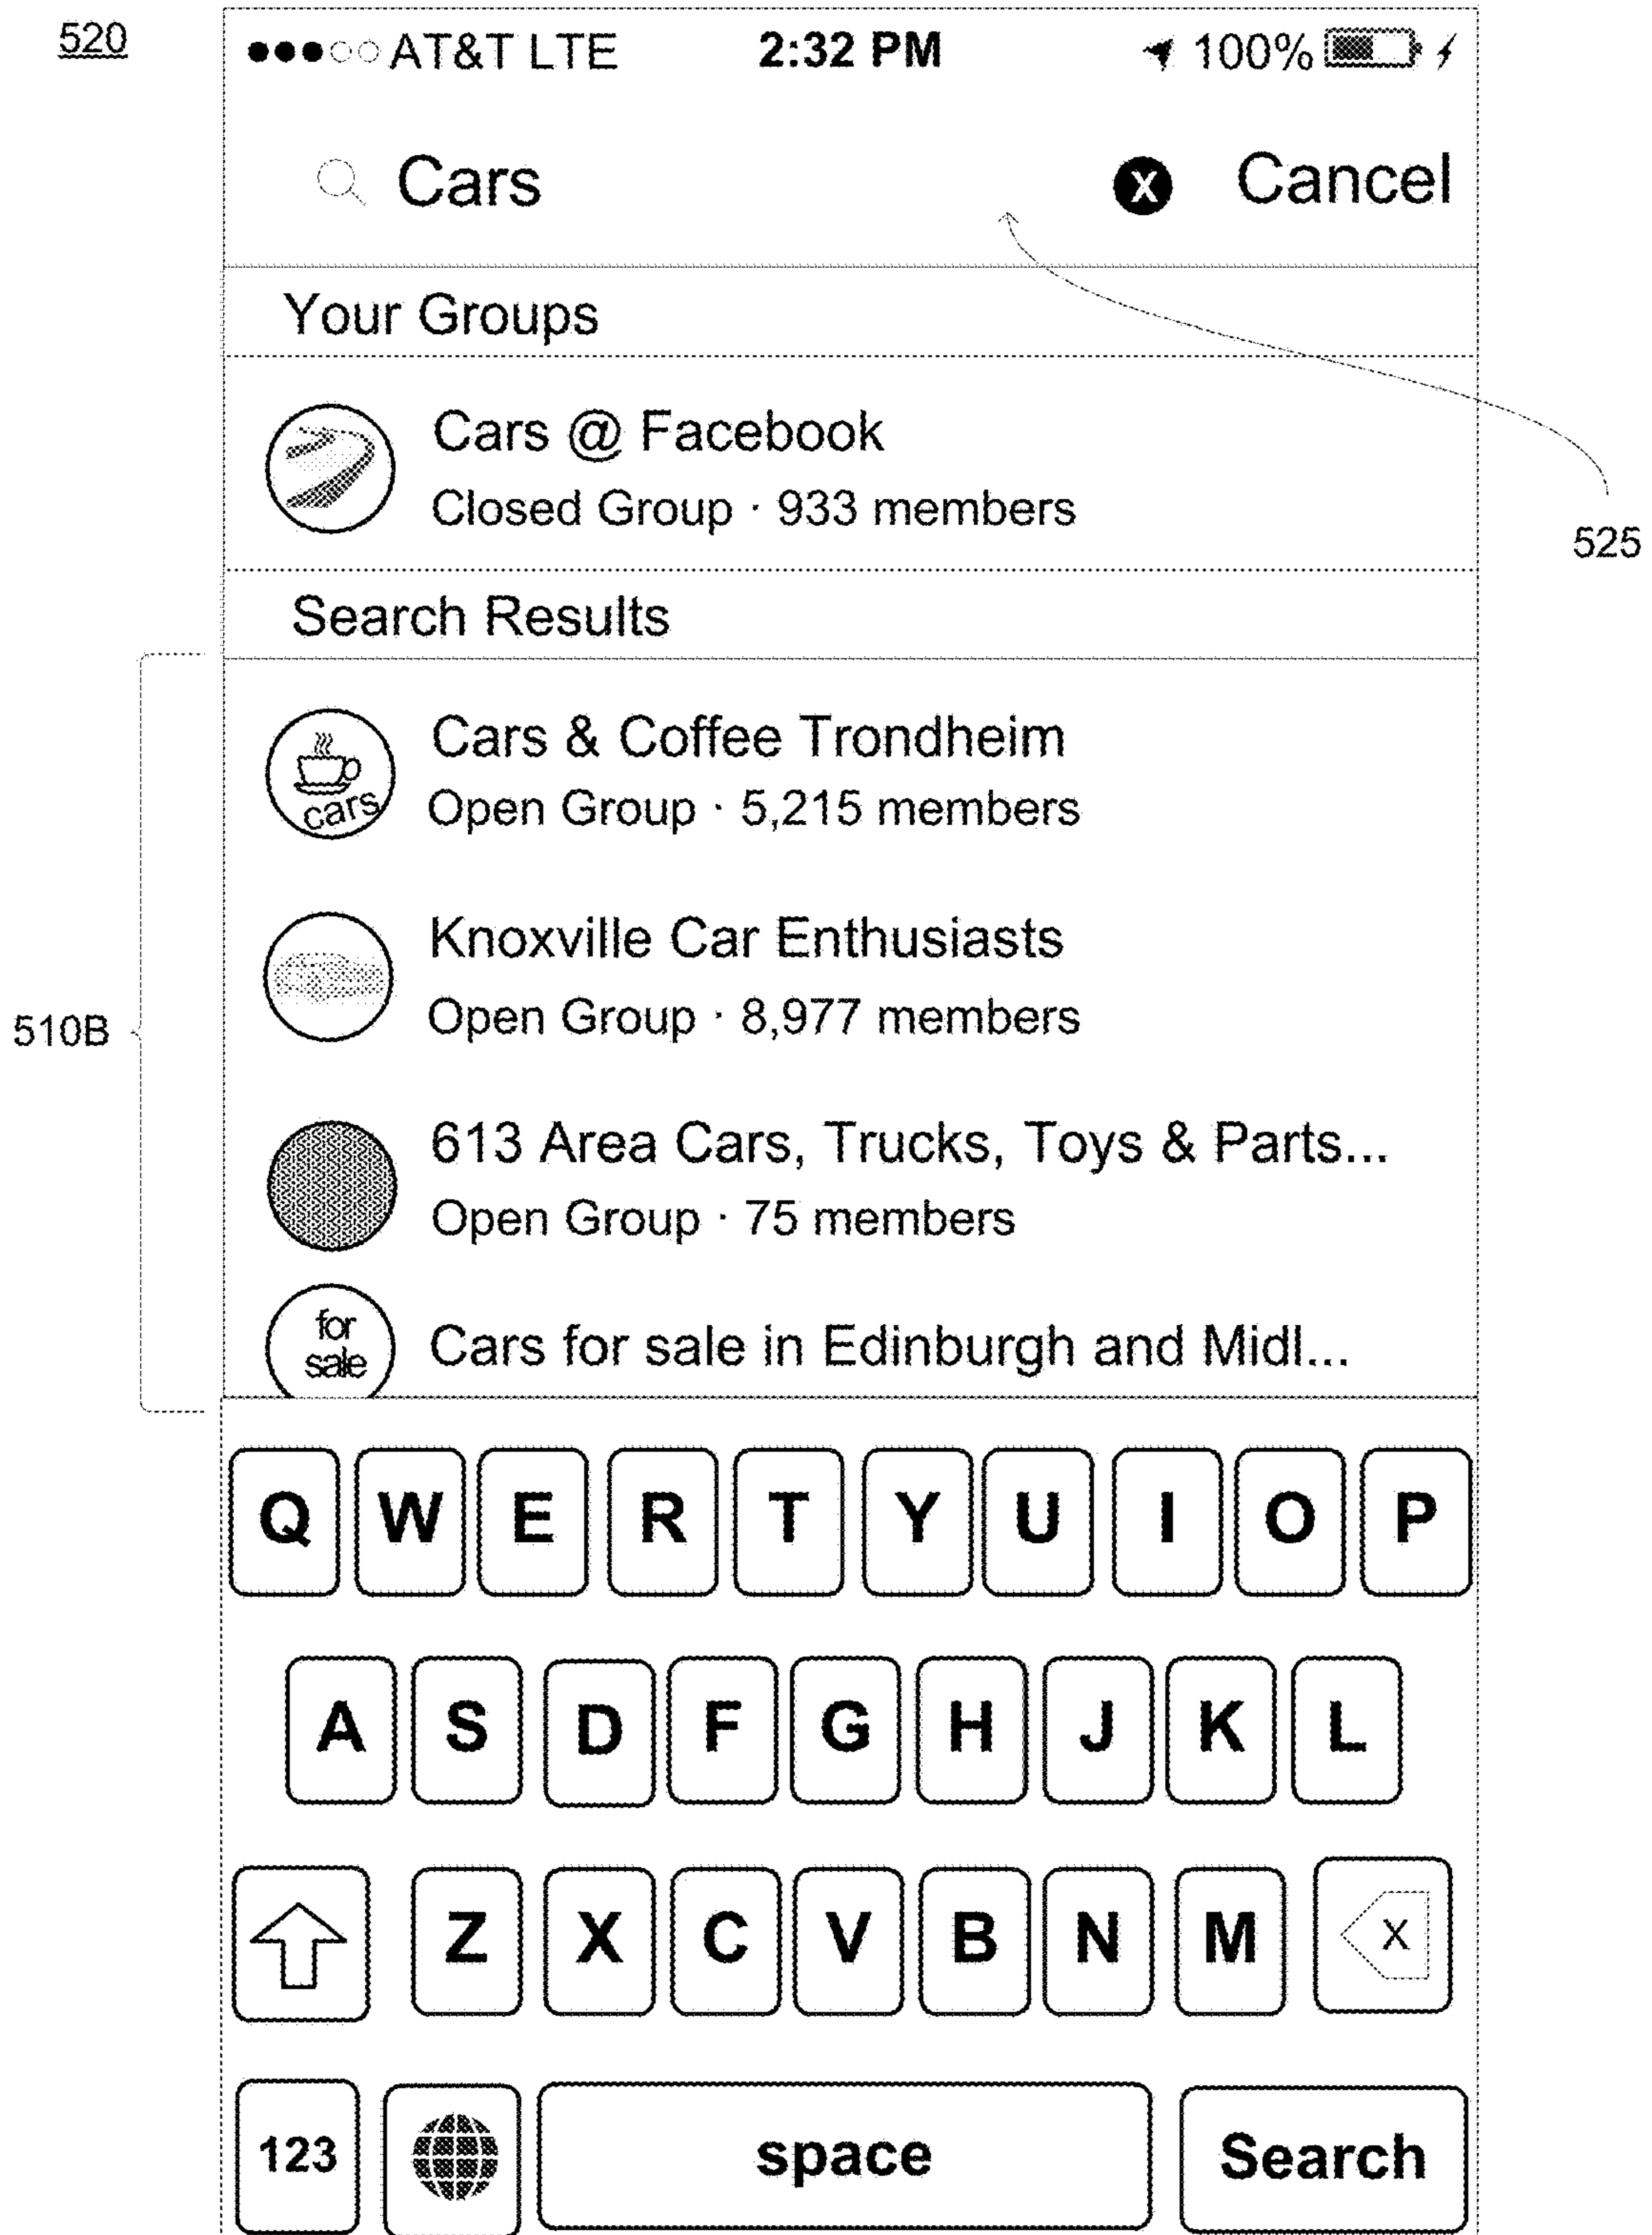 520
AT&T LTE 2:32 PM 100%
Cars X Cancel
Your Groups
Cars @ Facebook
Closed Group · 933 members
525
Search Results
cars
Cars & Coffee Trondheim
Open Group · 5,215 members
Knoxville Car Enthusiasts
Open Group · 8,977 members
510B
613 Area Cars, Trucks, Toys & Parts...
Open Group · 75 members
for
sale
Cars for sale in Edinburgh and Midl...
Q W E R T Y U I O P
A S D F G H J K L
Z X C V B N M X
123 space Search